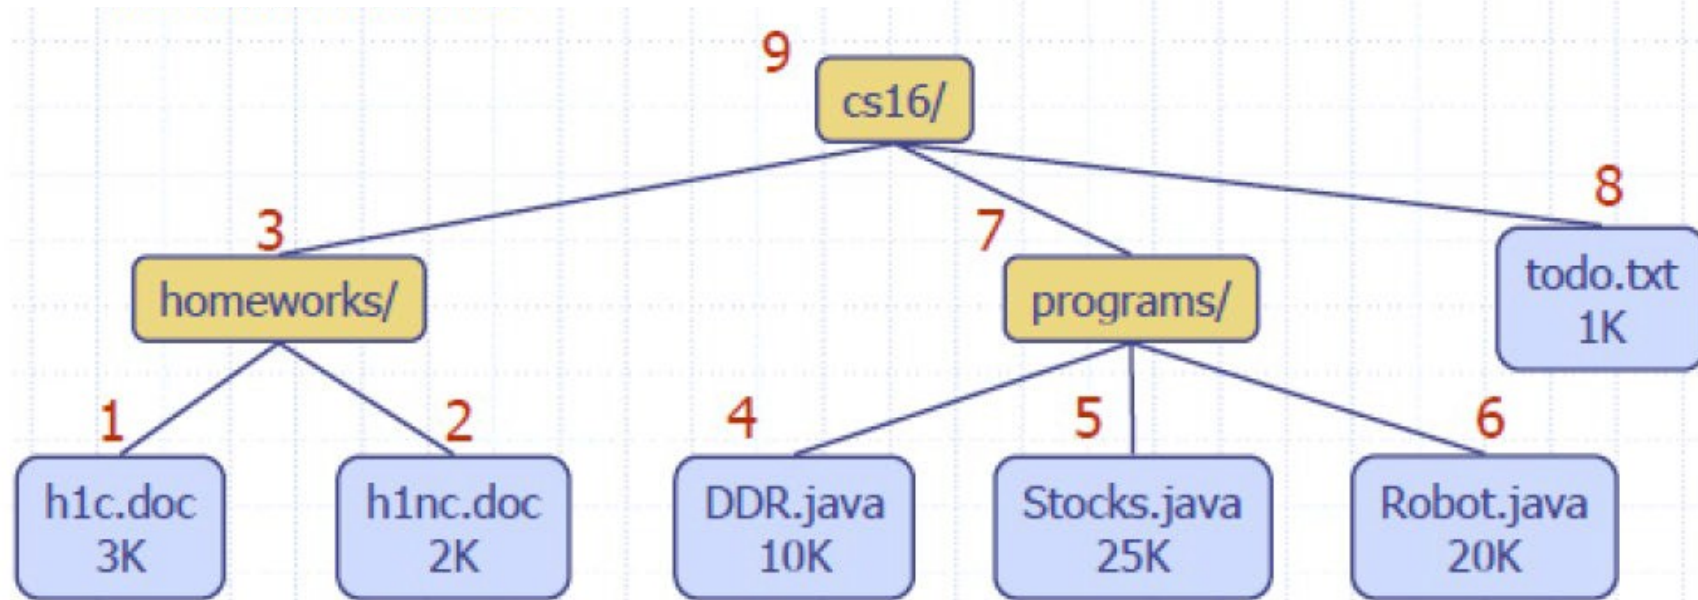 9
cs16/
8
3
7
homeworks/
programs/
todo.txt
1K
1
2
4
5
6
h1c.doc
3K
h1nc.doc
2K
DDR.java
10K
Stocks.java
25K
Robot.java
20K